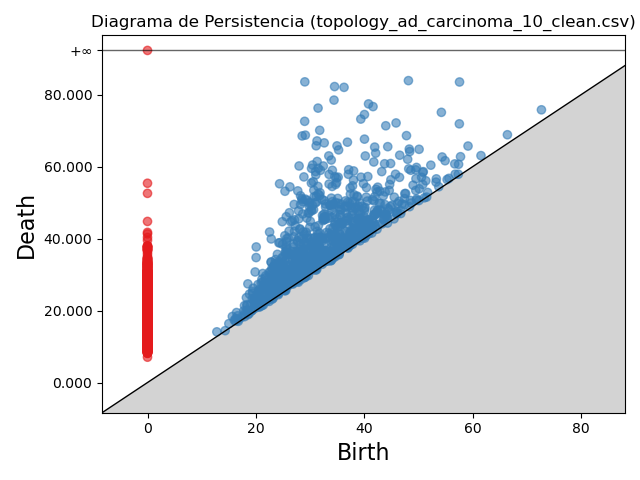 Diagrama de Persistencia (topology_ad_carcinoma_10_clean.csv)
+∞
80.000
60.000
40.000
20.000
0.000
Death
0 20 40 60 80
Birth